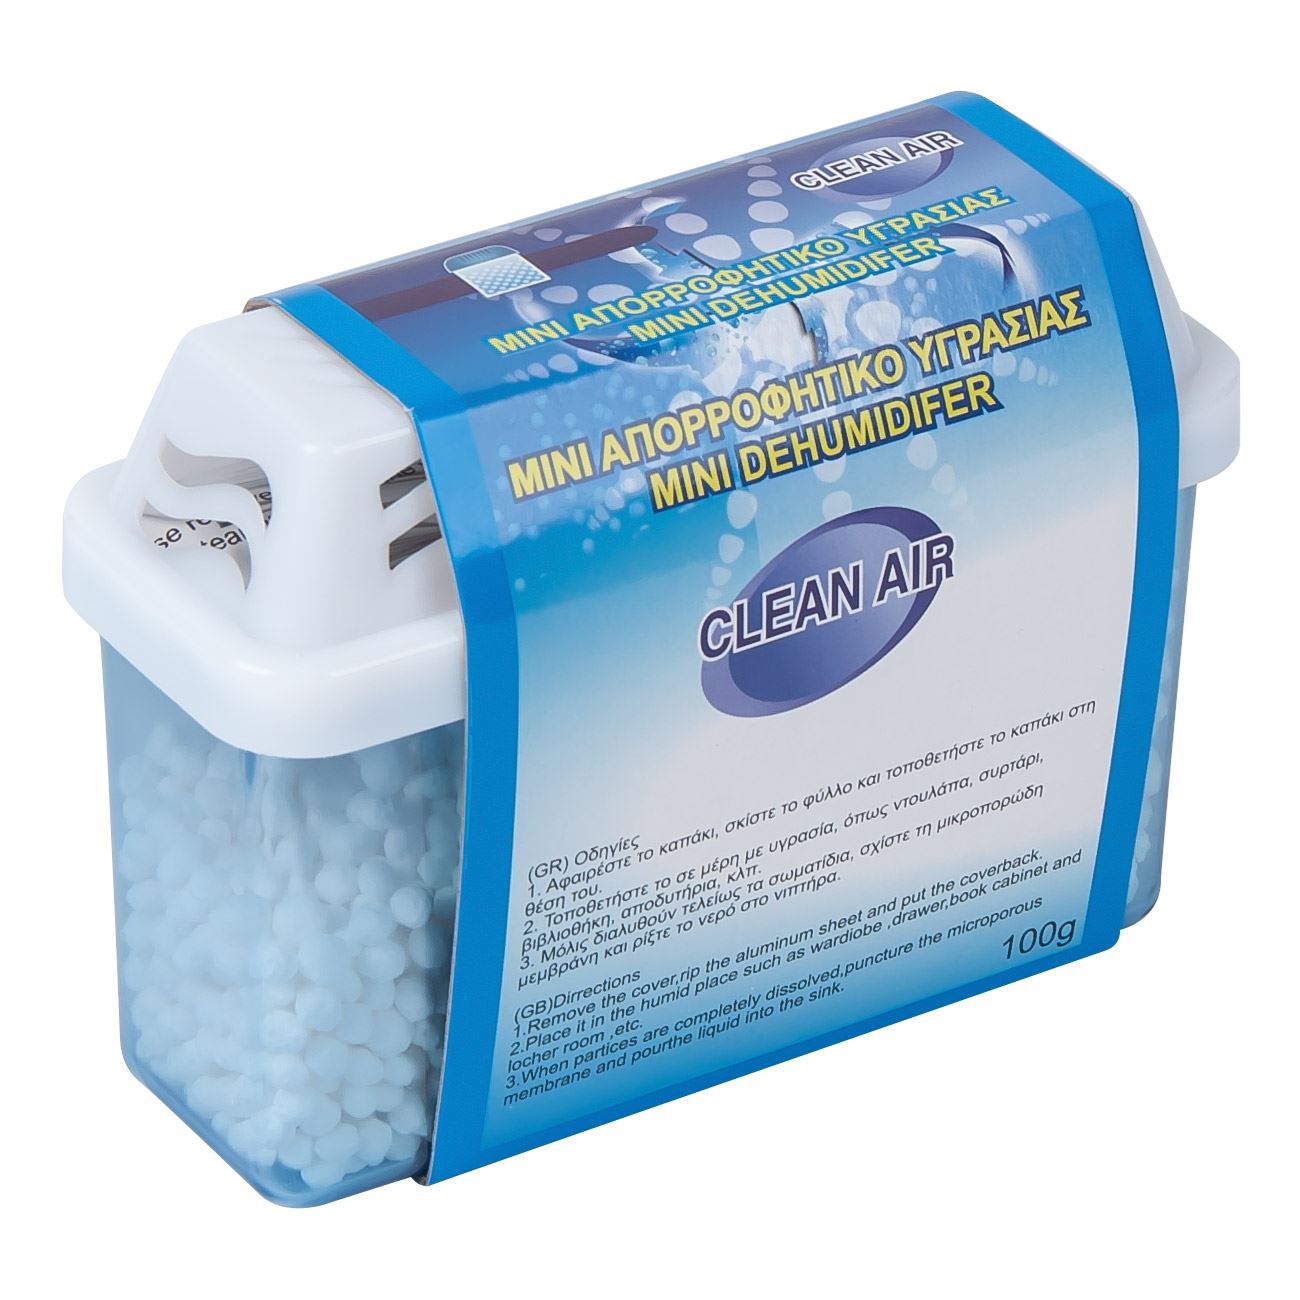 CLEAN AIR
ΜΙΝΙ ΑΠΟΡΡΟΦΗΤΙΚΟ ΥΓΡΑΣΙΑΣ
MINI DEHUMIDIFER
ΜΙΝΙ ΑΠΟΡΡΟΦΗΤΙΚΟ ΥΓΡΑΣΙΑΣ
MINI DEHUMIDIFER
CLEAN AIR
(GR) Οδηγίες
1. Αφαιρέστε το καπάκι, σκίστε το φύλλο και τοποθετήστε το καπάκι στη
θέση του.
2. Τοποθετήστε το σε μέρη με υγρασία, όπως ντουλάπα, συρτάρι,
βιβλιοθήκη, αποδυτήρια, κλπ.
3. Μόλις διαλυθούν τελείως τα σωματίδια, σχίστε τη μικροπορώδη
μεμβράνη και ρίξτε το νερό στο νιπτήρα.
(GB)Dirrections
1.Remove the cover,rip the aluminum sheet and put the coverback.
2.Place it in the humid place such as wardiobe ,drawer,book cabinet and
locher room ,etc.
3.When partices are completely dissolved,puncture the microporous
membrane and pourthe liquid into the sink.
100g